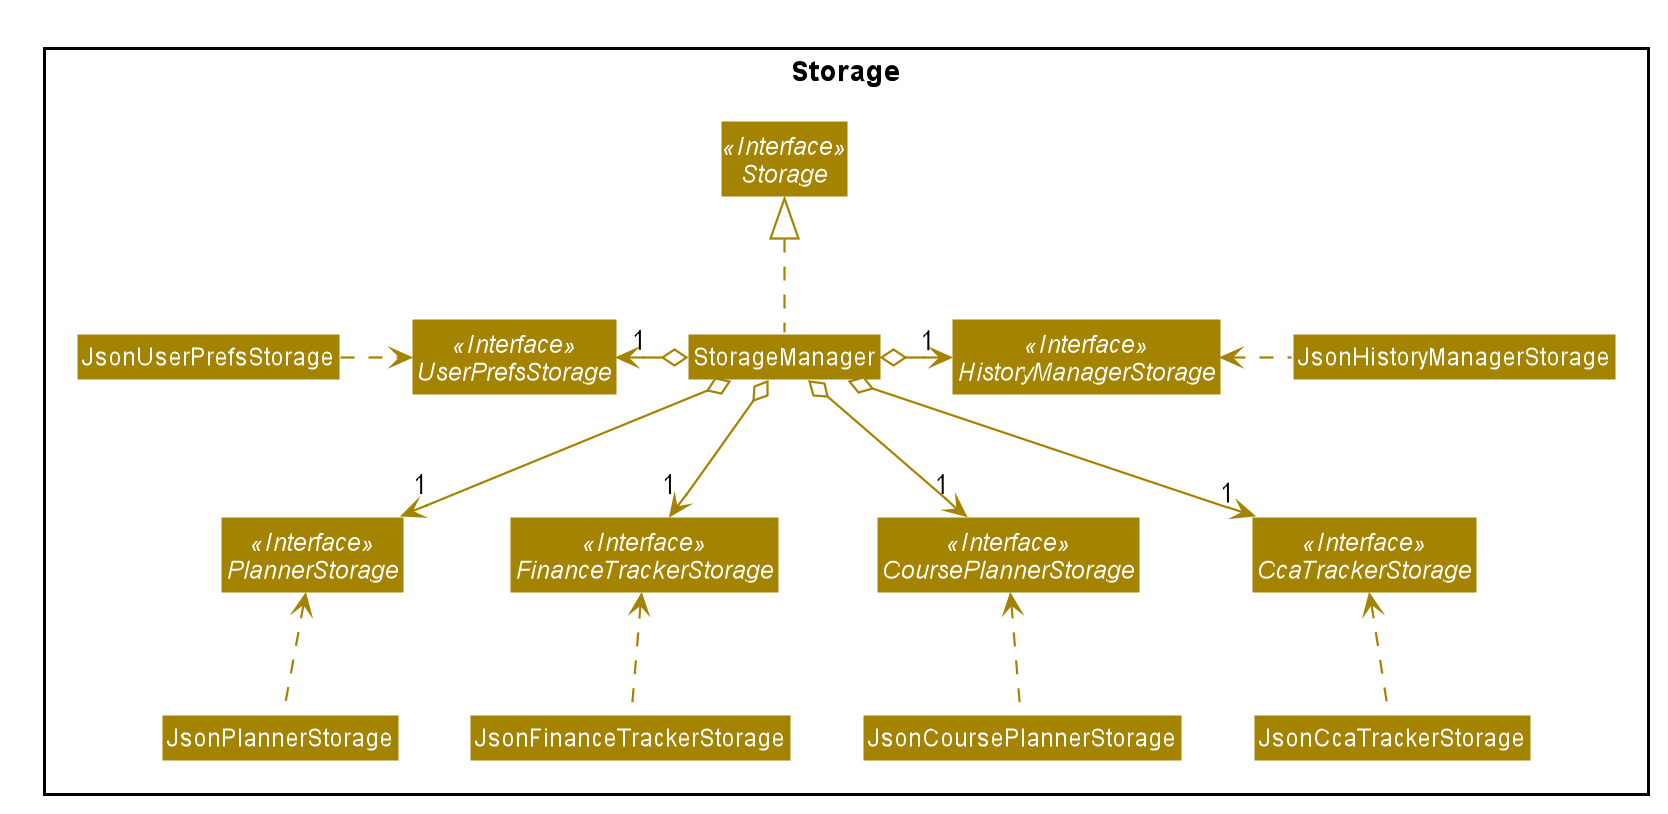 Storage
«Interface»
Storage
JsonUserPrefsStorage
«Interface»
UserPrefsStorage
1
StorageManager
1
«Interface»
HistoryManagerStorage
JsonHistoryManagerStorage
1
1
1
1
«Interface»
PlannerStorage
«Interface»
FinanceTrackerStorage
«Interface»
CoursePlannerStorage
«Interface»
CcaTrackerStorage
JsonPlannerStorage
JsonFinanceTrackerStorage
JsonCoursePlannerStorage
JsonCcaTrackerStorage